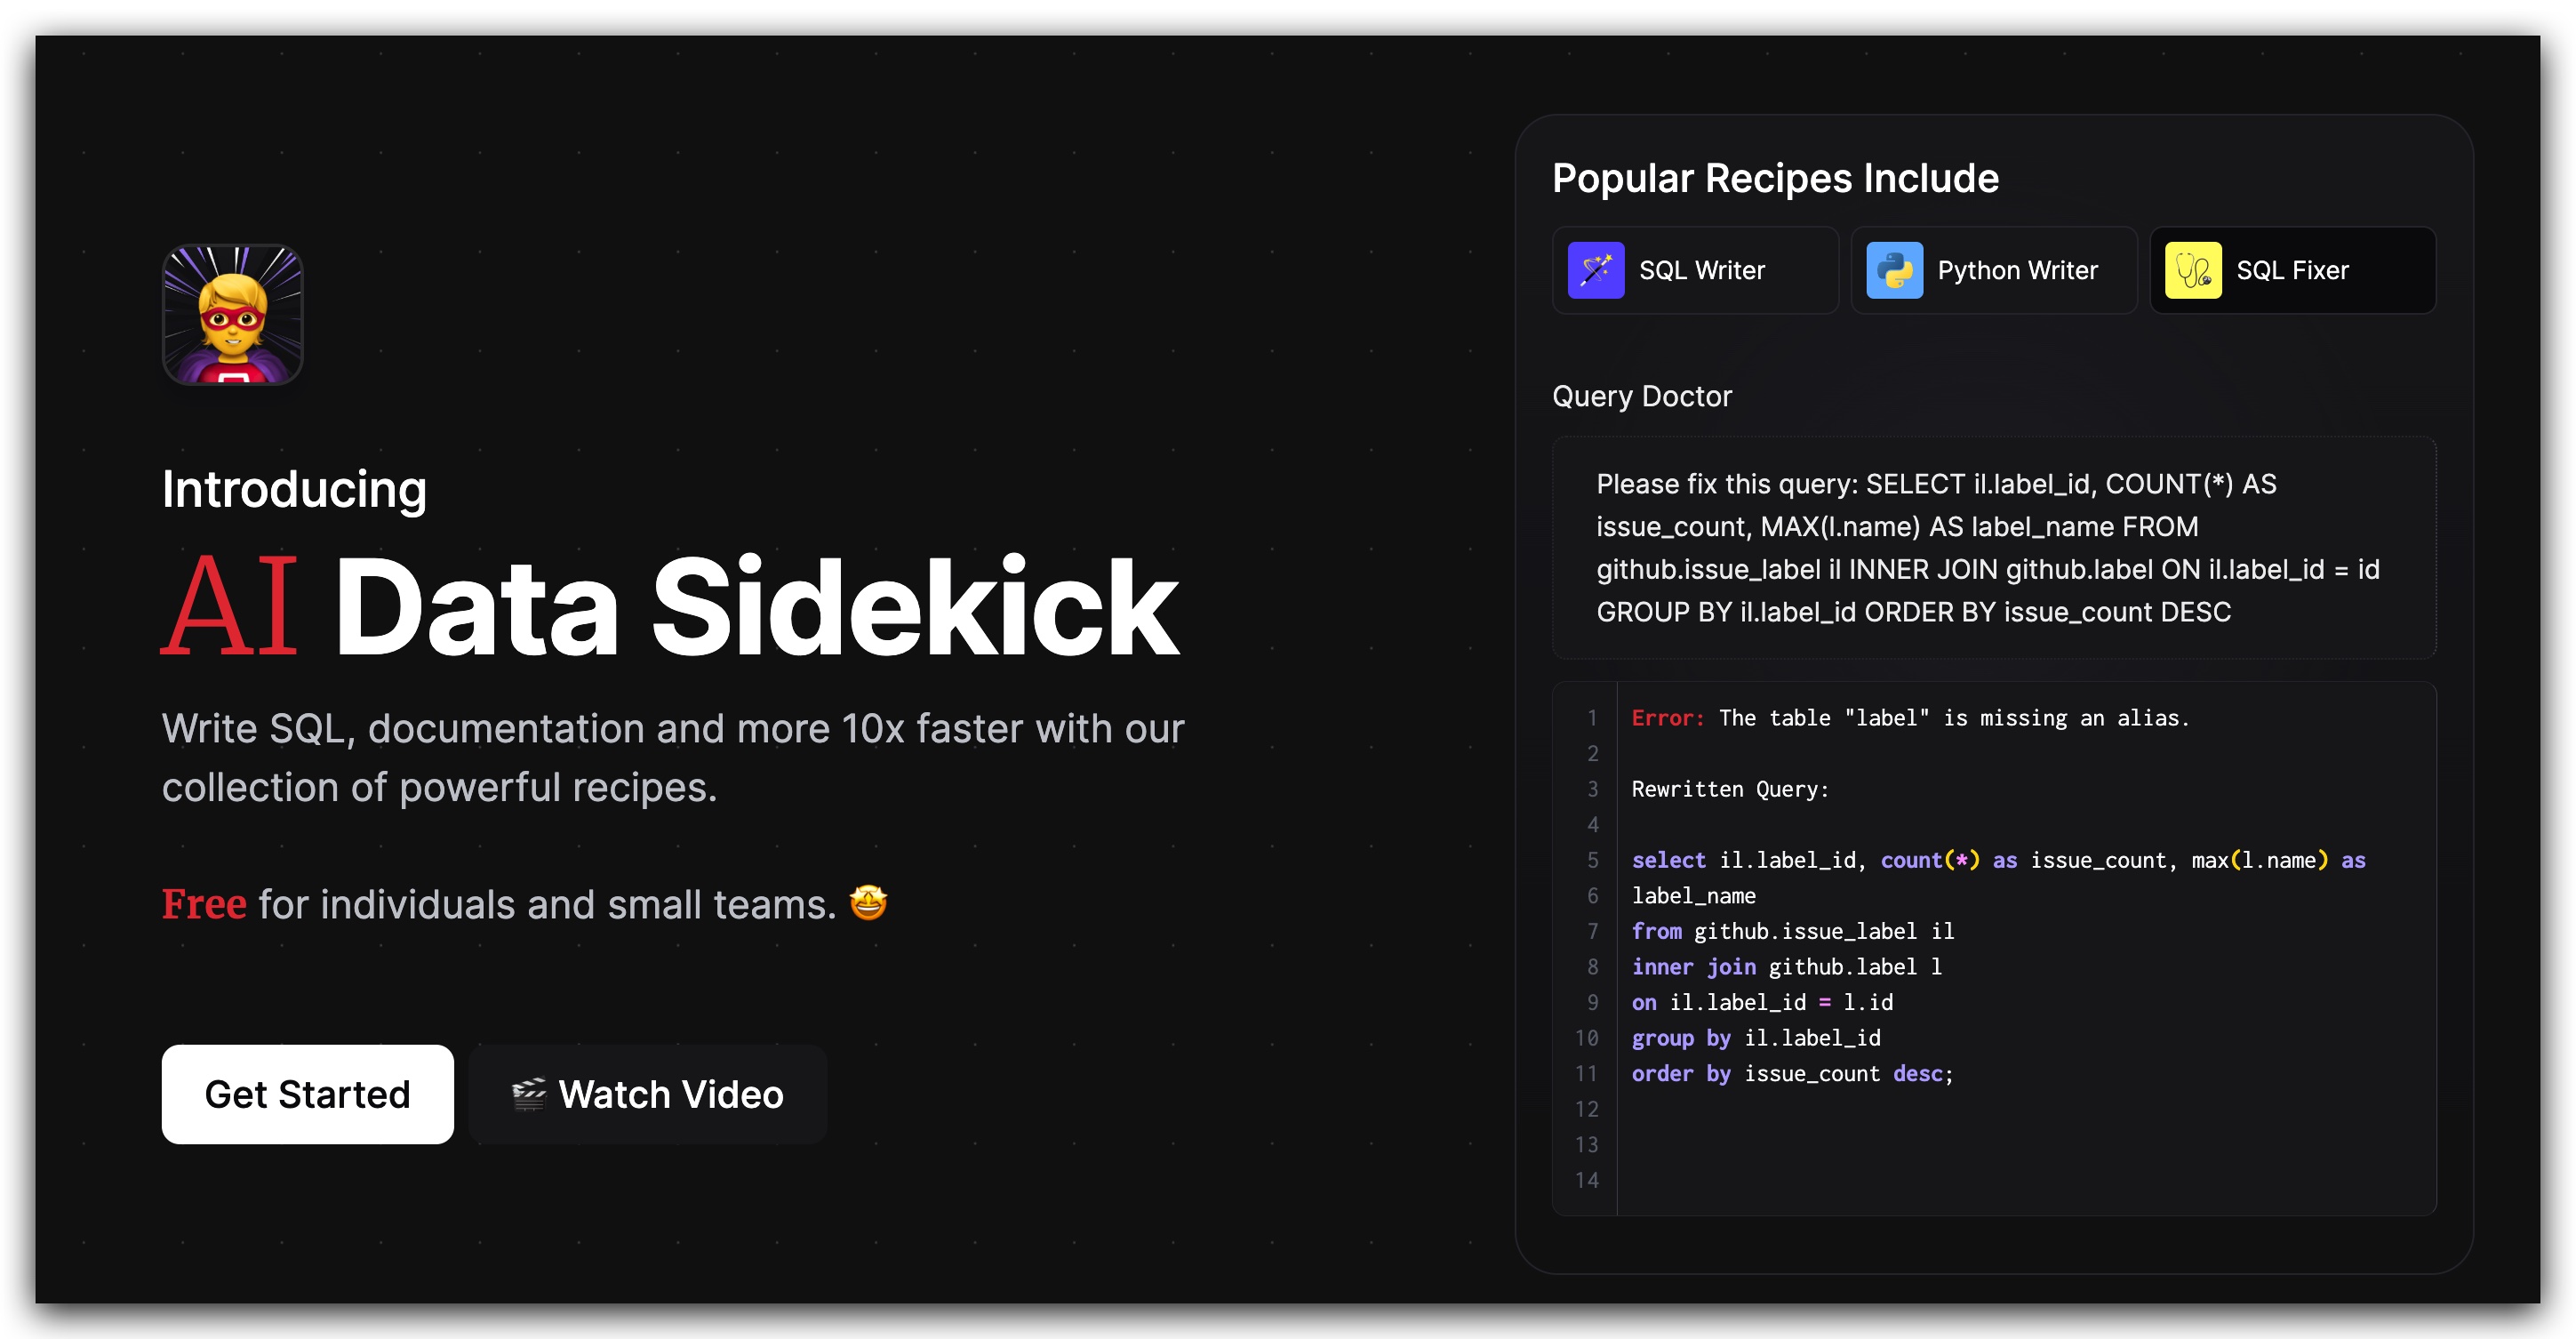 Introducing
AI Data Sidekick
Write SQL, documentation and more 10x faster with our
collection of powerful recipes.
Free for individuals and small teams. 🤩
Get Started
🎬 Watch Video
Popular Recipes Include
SQL Writer
Python Writer
SQL Fixer
Query Doctor
Please fix this query: SELECT il.label_id, COUNT(*) AS
issue_count, MAX(l.name) AS label_name FROM
github.issue_label il INNER JOIN github.label ON il.label_id = id
GROUP BY il.label_id ORDER BY issue_count DESC
1 Error: The table "label" is missing an alias.
2
3 Rewritten Query:
4
5 select il.label_id, count(*) as issue_count, max(l.name) as
6 label_name
7 from github.issue_label il
8 inner join github.label l
9 on il.label_id = l.id
10 group by il.label_id
11 order by issue_count desc;
12
13
14